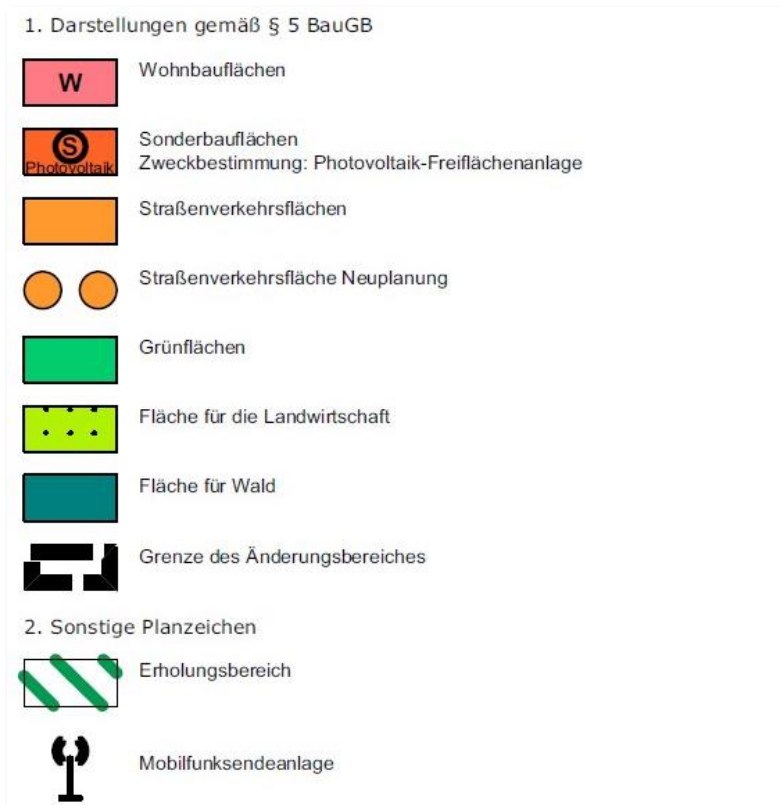 1. Darstellungen gemäß § 5 BauGB
W
Wohnbauflächen
S
Photovoltaik
Sonderbauflächen
Zweckbestimmung: Photovoltaik-Freiflächenanlage
Straßenverkehrsflächen
Straßenverkehrsfläche Neuplanung
Grünflächen
Fläche für die Landwirtschaft
Fläche für Wald
Grenze des Änderungsbereiches
2. Sonstige Planzeichen
Erholungsbereich
Mobilfunksendeanlage